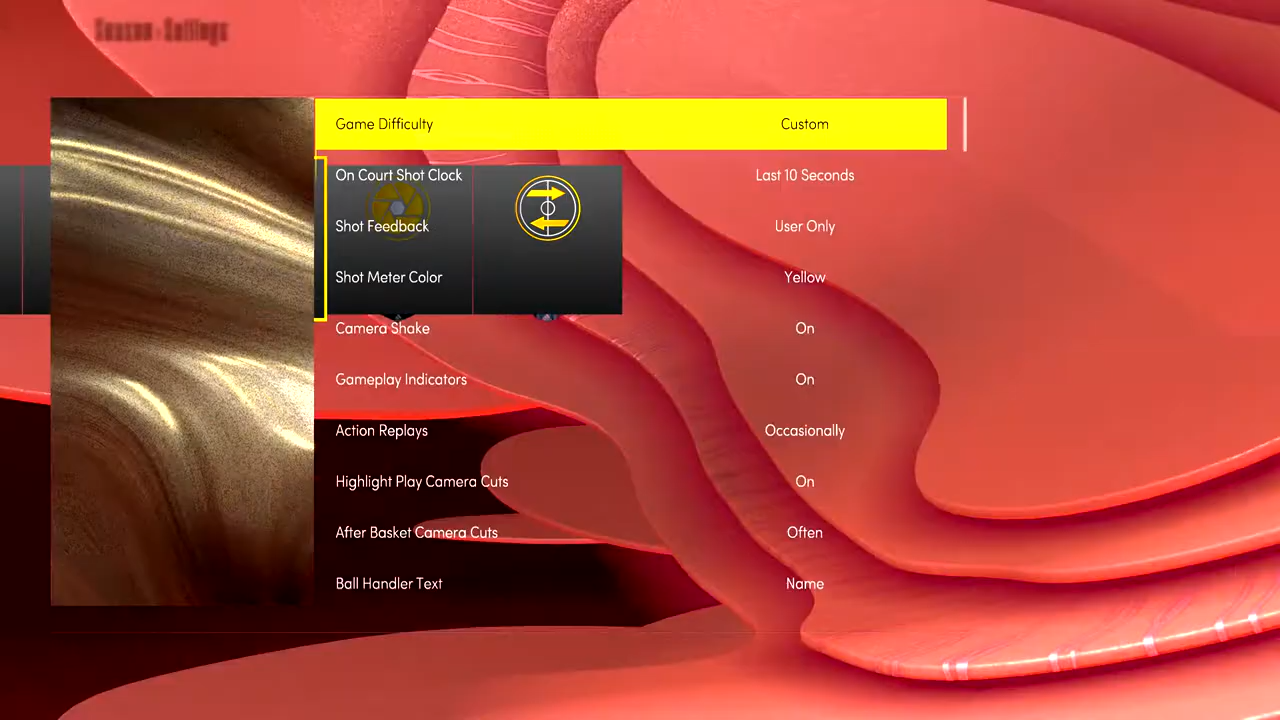 Season : Settings
Game Difficulty Custom
On Court Shot Clock Last 10 Seconds
Shot Feedback User Only
Shot Meter Color Yellow
Camera Shake On
Gameplay Indicators On
Action Replays Occasionally
Highlight Play Camera Cuts On
After Basket Camera Cuts Often
Ball Handler Text Name